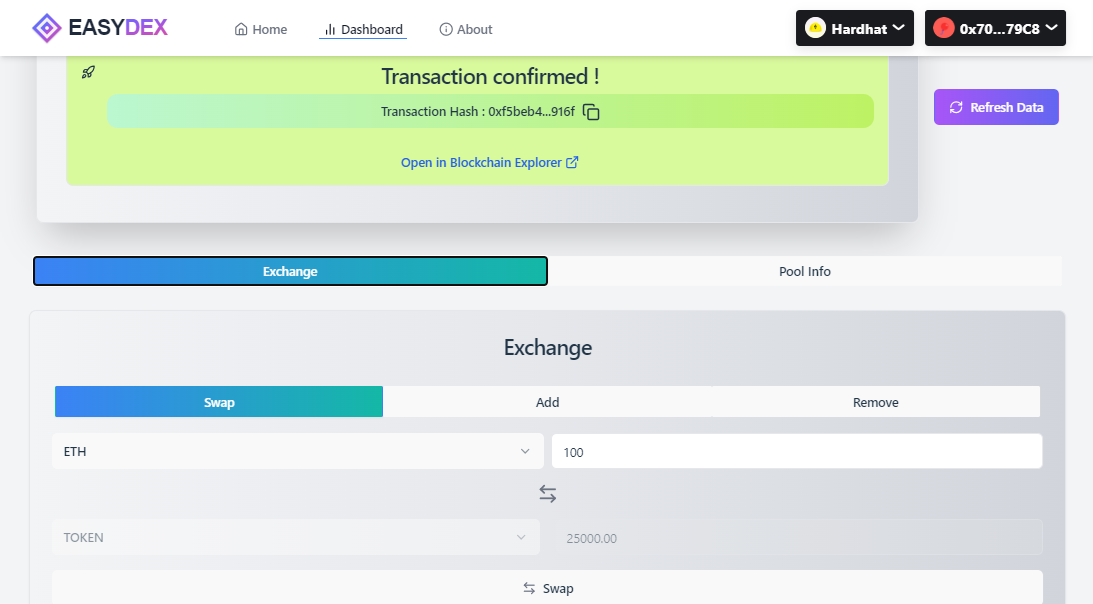 EASYDEX Home Dashboard About Hardhat 0x70...79C8
Transaction confirmed !
Transaction Hash : 0xf5beb4...916f
Refresh Data
Open in Blockchain Explorer
Exchange Pool Info
Exchange
Swap Add Remove
ETH 100
TOKEN 25000.00
Swap